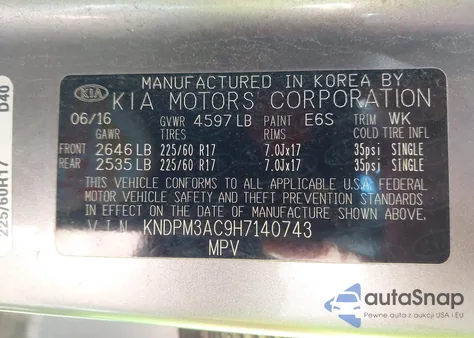 MANUFACTURED IN KOREA BY
KIA KIA MOTORS CORPORATION
06/16 GVWR 4597 LB PAINT E6S TRIM WK
GAWR TIRES RIMS COLD TIRE INFL
FRONT 2646 LB 225/60 R17 7.0Jx17 35psi SINGLE
REAR 2535 LB 225/60 R17 7.0Jx17 35psi SINGLE
THIS VEHICLE CONFORMS TO ALL APPLICABLE U.S.A. FEDERAL
MOTOR VEHICLE SAFETY AND THEFT PREVENTION
STANDARDS IN EFFECT ON THE DATE OF
MANUFACTURE SHOWN ABOVE.
V.I.N. KNDPM3AC9H7140743
MPV
225/60R17 D40
autoSnap
Pewne auta z aukcji USA i EU